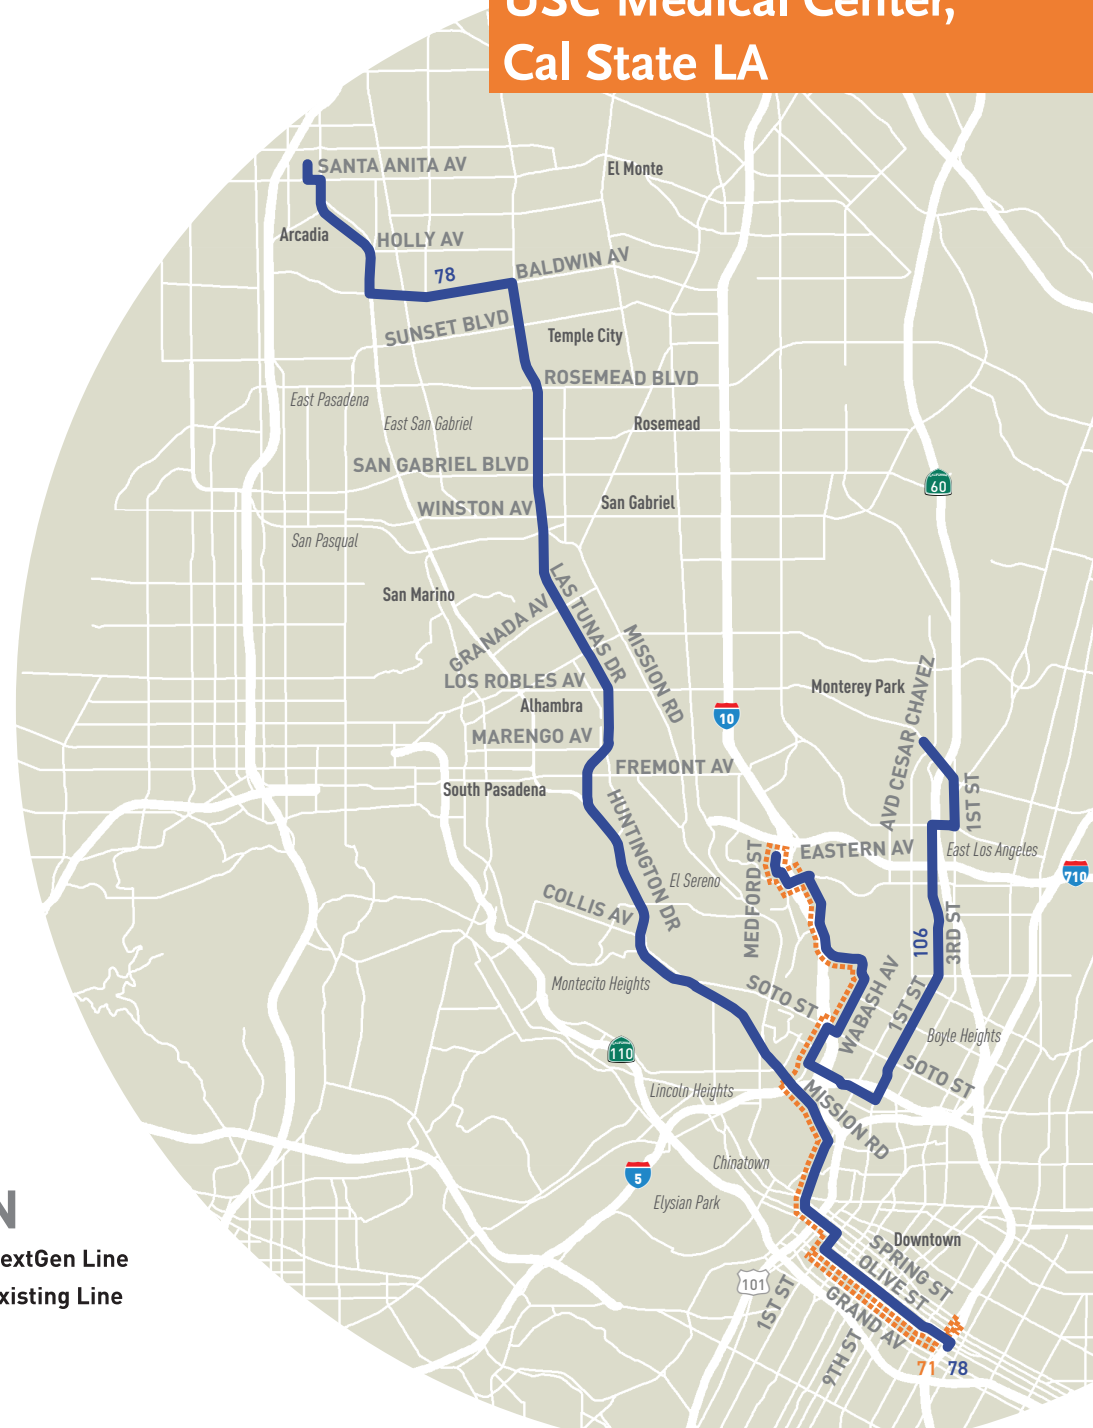 USC Medical Center,
Cal State LA
SANTA ANITA AV
El Monte
Arcadia
HOLLY AV
78
BALDWIN AV
SUNSET BLVD
Temple City
ROSEMEAD BLVD
East Pasadena
East San Gabriel
Rosemead
SAN GABRIEL BLVD
60
WINSTON AV
San Gabriel
San Pasqual
LAS TUNAS DR
San Marino
GRANADA AV
MISSION RD
LOS ROBLES AV
Monterey Park
AVD CESAR CHAVEZ
Alhambra
10
MARENGO AV
FREMONT AV
South Pasadena
1ST ST
HUNTINGTON DR
MEDFORD ST
EASTERN AV
East Los Angeles
710
El Sereno
COLLIS AV
106
3RD ST
Montecito Heights
SOTO ST
WABASH AV
1ST ST
Boyle Heights
110
SOTO ST
Lincoln Heights
MISSION RD
Chinatown
5
Elysian Park
N
Downtown
extGen Line
SPRING ST
OLIVE ST
101
xisting Line
1ST ST
GRAND AV
9TH ST
71
78